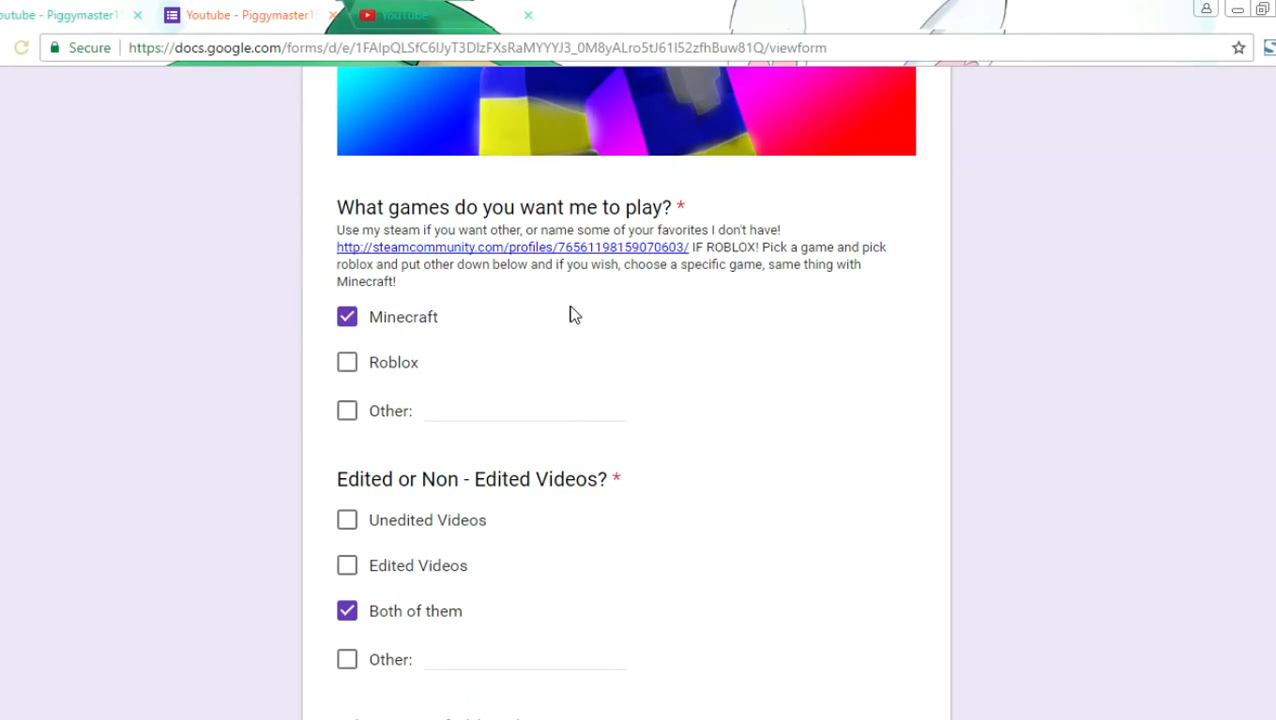 outube - Piggymaster1
Youtube - Piggymaster1
YouTube
Secure
https://docs.google.com/forms/d/e/1FAIpQLSfC6IJyT3DIzFXsRaMYYYJ3_0M8yALro5tJ61I52zfhBuw81Q/viewform
What games do you want me to play? *
Use my steam if you want other, or name some of your favorites I don't have!
http://steamcommunity.com/profiles/76561198159070603/ IF ROBLOX! Pick a game and pick
roblox and put other down below and if you wish, choose a specific game, same thing with
Minecraft!
Minecraft
Roblox
Other:
Edited or Non - Edited Videos? *
Unedited Videos
Edited Videos
Both of them
Other: